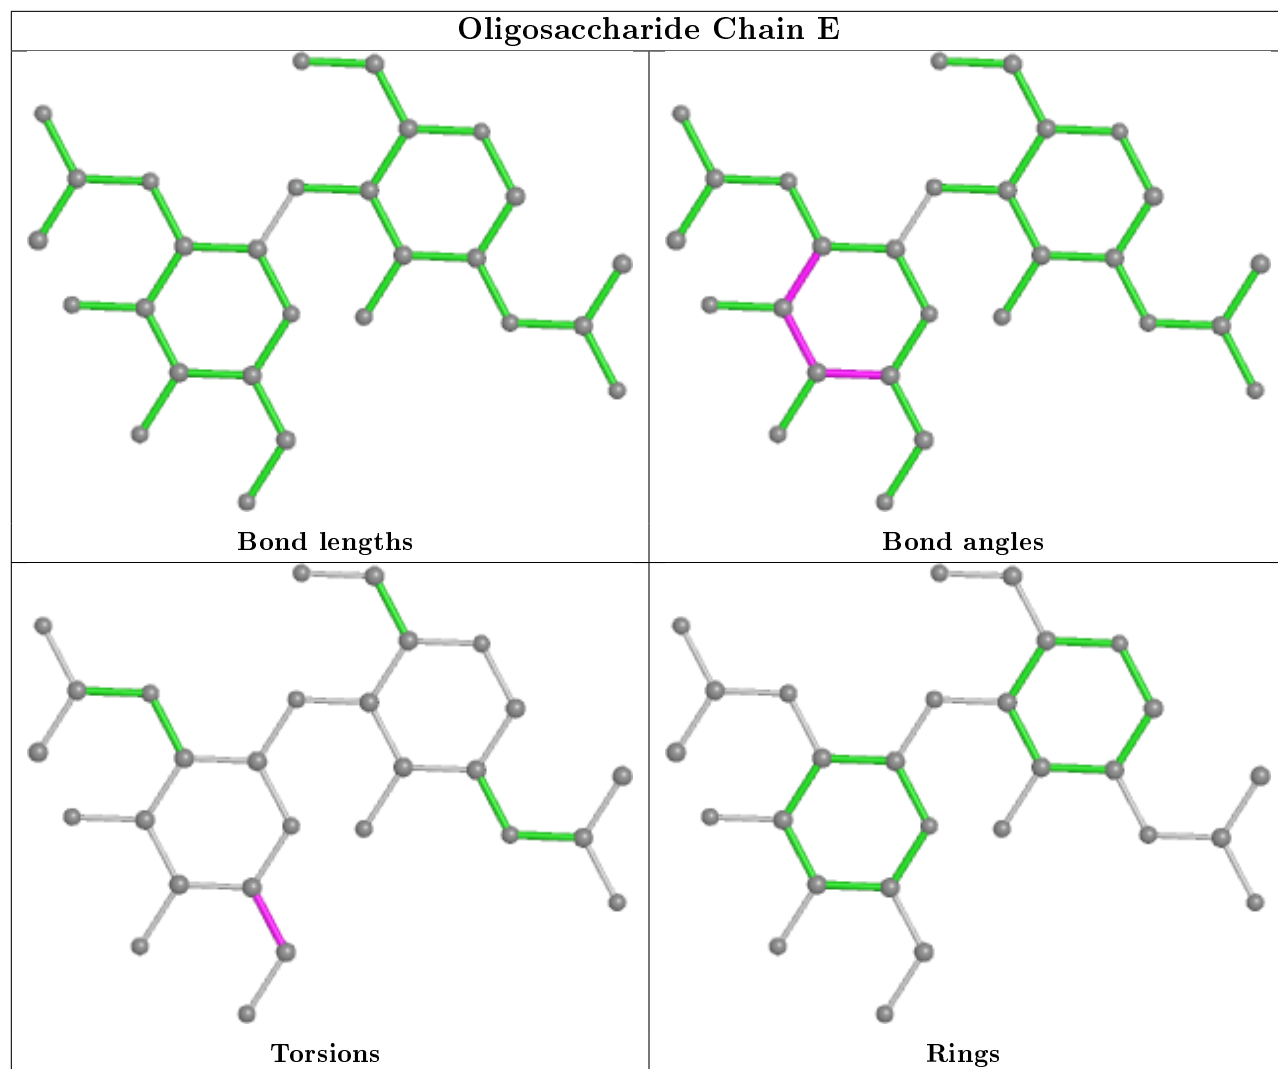 Oligosaccharide Chain E
Bond lengths
Bond angles
Torsions
Rings